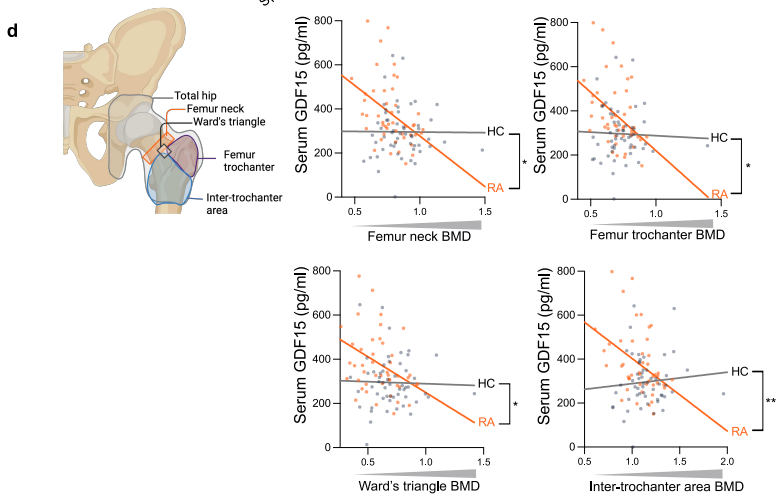 d
Total hip
Femur neck
Ward's triangle
Femur
trochanter
Inter-trochanter
area
Serum GDF15 (pg/ml)
800
600
400
200
0
HC
*
RA
0.5 1.0 1.5
Femur neck BMD
Serum GDF15 (pg/ml)
800
600
400
200
0
HC
*
RA
0.5 1.0 1.5
Femur trochanter BMD
Serum GDF15 (pg/ml)
800
600
400
200
0
HC
*
RA
0.5 1.0 1.5
Ward's triangle BMD
Serum GDF15 (pg/ml)
800
600
400
200
0
HC
**
RA
0.5 1.0 1.5 2.0
Inter-trochanter area BMD